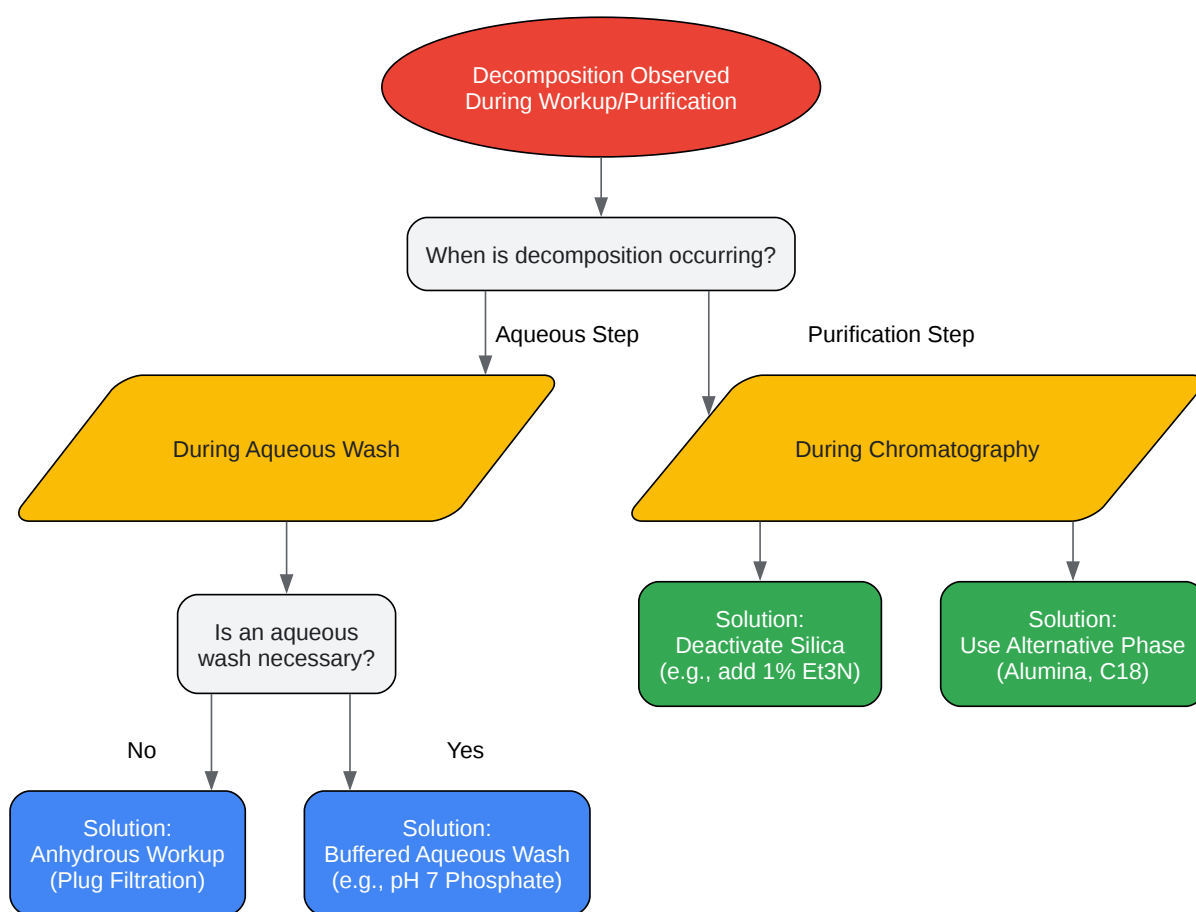 Decomposition Observed
During Workup/Purification
When is decomposition occurring?
Aqueous Step
Purification Step
During Aqueous Wash
During Chromatography
Is an aqueous
wash necessary?
Solution:
Deactivate Silica
(e.g., add 1% Et3N)
Solution:
Use Alternative Phase
(Alumina, C18)
No
Yes
Solution:
Anhydrous Workup
(Plug Filtration)
Solution:
Buffered Aqueous Wash
(e.g., pH 7 Phosphate)